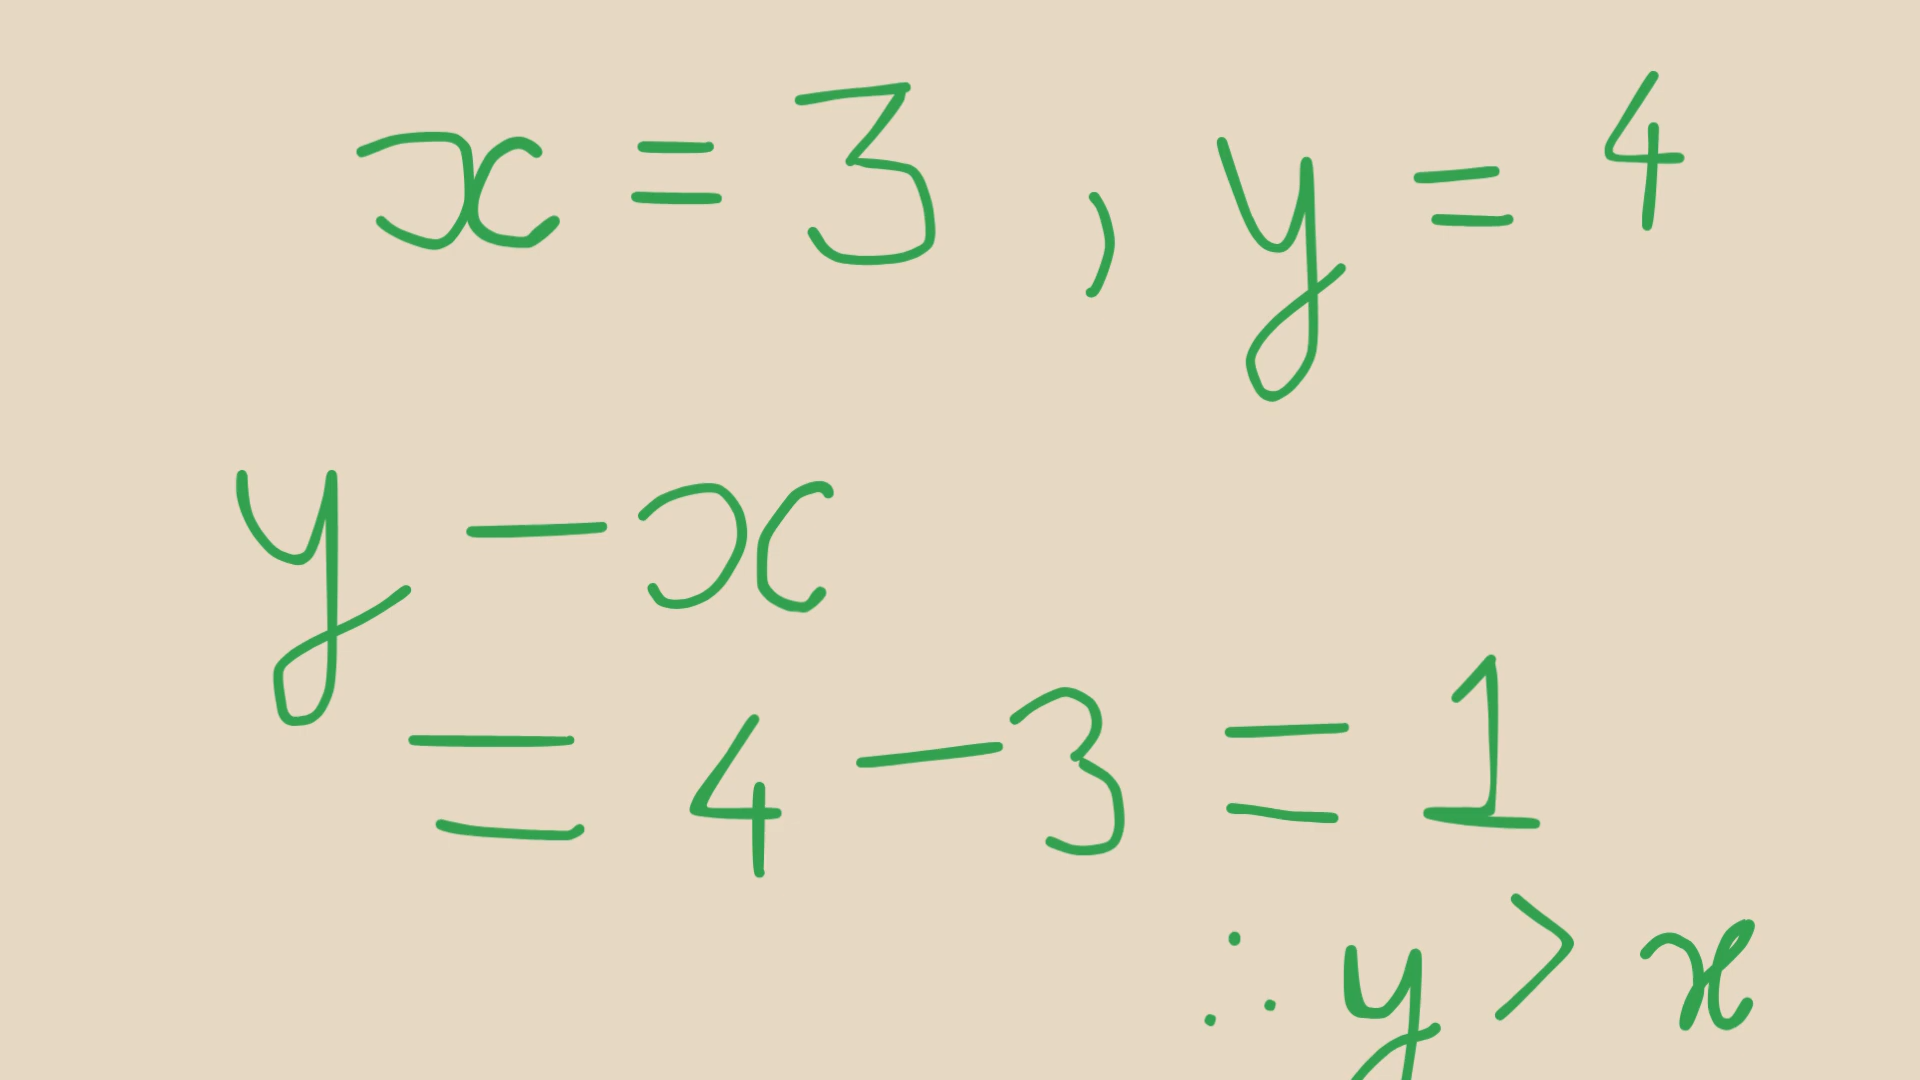 x = 3 , y = 4
y - x
= 4 - 3 = 1
∴ y > x